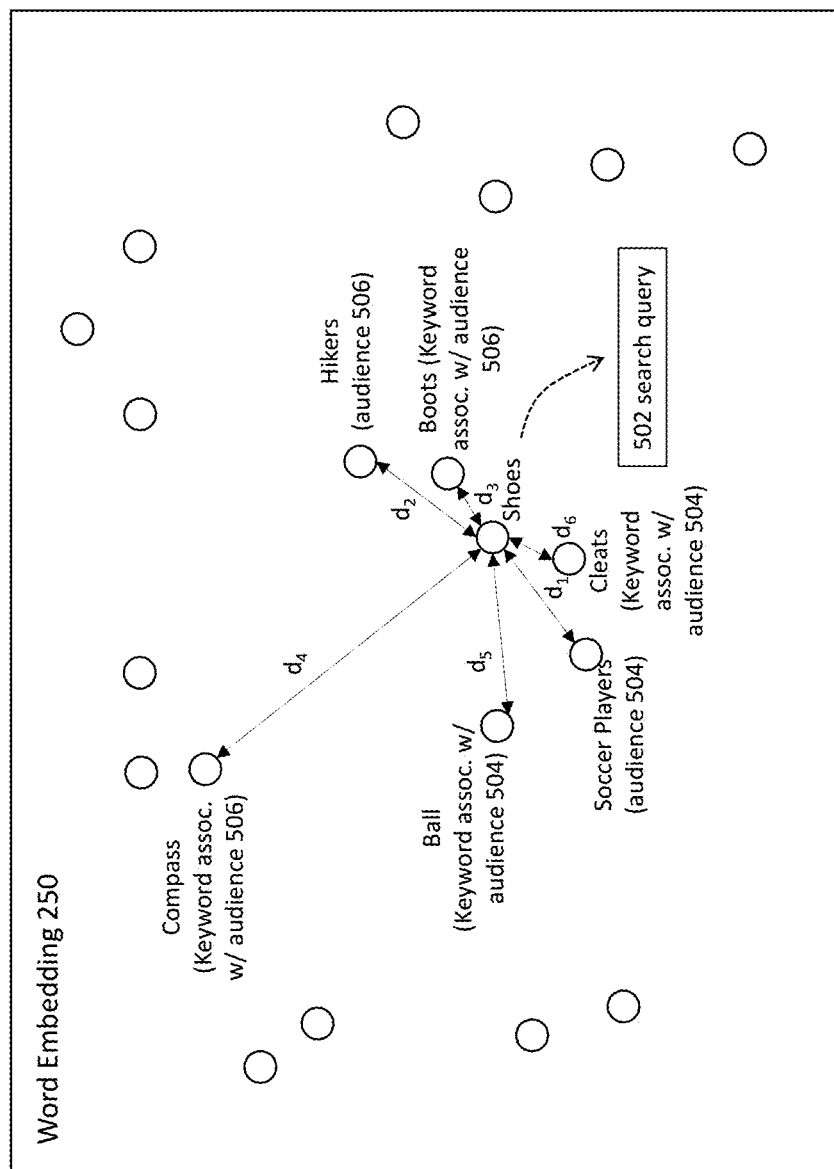 Word Embedding 250
Compass
(Keyword assoc.
w/ audience 506)
d4
Hikers
(audience 506)
d2
Boots (Keyword
assoc. w/ audience
506)
d3
Shoes
Ball
(Keyword assoc. w/
audience 504)
d5
d1
d6
Cleats
(Keyword
assoc. w/
audience 504)
Soccer Players
(audience 504)
502 search query